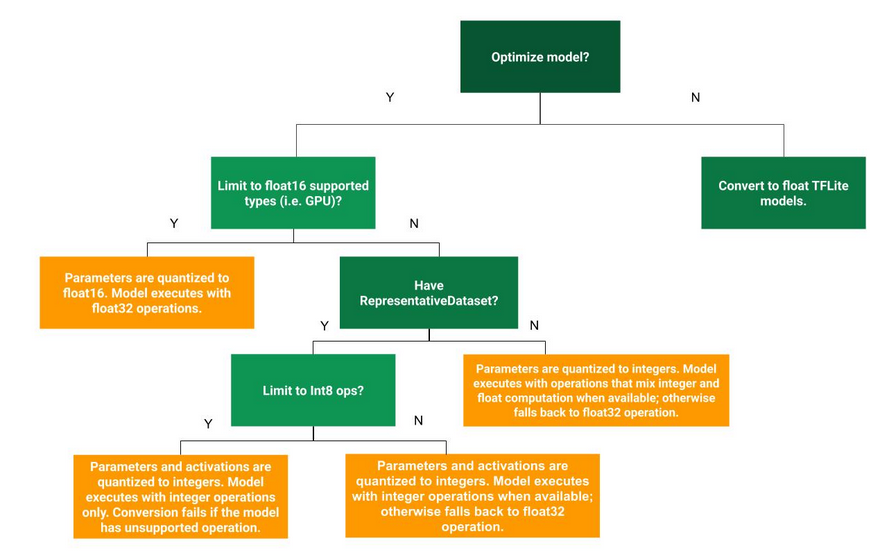 Optimize model?
Y
N
Limit to float16 supported
types (i.e. GPU)?
Convert to float TFLite
models.
Y
N
Parameters are quantized to
float16. Model executes with
float32 operations.
Have
RepresentativeDataset?
Y
N
Limit to Int8 ops?
Parameters are quantized to integers. Model
executes with operations that mix integer and
float computation when available; otherwise
falls back to float32 operation.
Y
N
Parameters and activations are
quantized to integers. Model
executes with integer operations
only. Conversion fails if the model
has unsupported operation.
Parameters and activations are
quantized to integers. Model executes
with integer operations when available;
otherwise falls back to float32
operation.